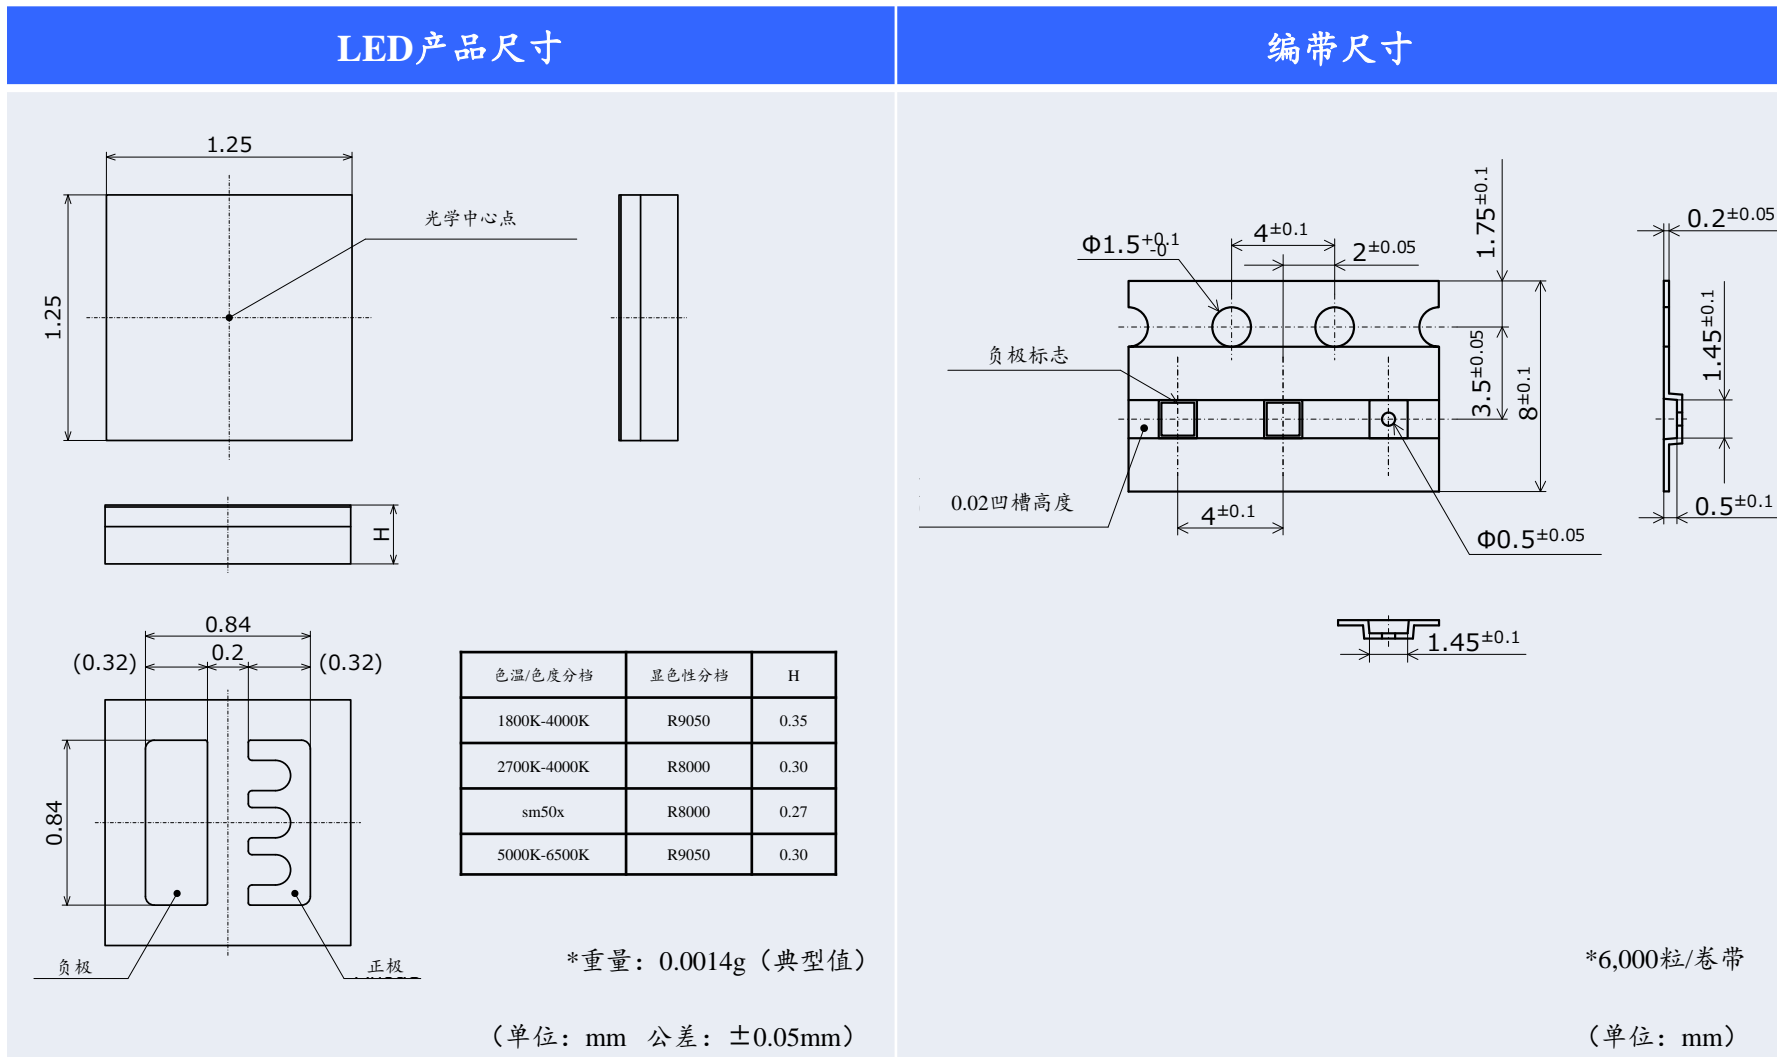 LED产品尺寸
1.25
1.25
光学中心点
H
0.84
(0.32)
0.2
(0.32)
0.84
负极
正极
色温/色度分档 显色性分档 H
1800K-4000K R9050 0.35
2700K-4000K R8000 0.30
sm50x R8000 0.27
5000K-6500K R9050 0.30
*重量：0.0014g（典型值）
（单位：mm 公差：±0.05mm）
编带尺寸
Φ1.5+0.1 -0
4±0.1
2±0.05
1.75±0.1
3.5±0.05
8±0.1
负极标志
0.02凹槽高度
4±0.1
Φ0.5±0.05
0.2±0.05
1.45±0.1
0.5±0.1
1.45±0.1
*6,000粒/卷带
（单位：mm）